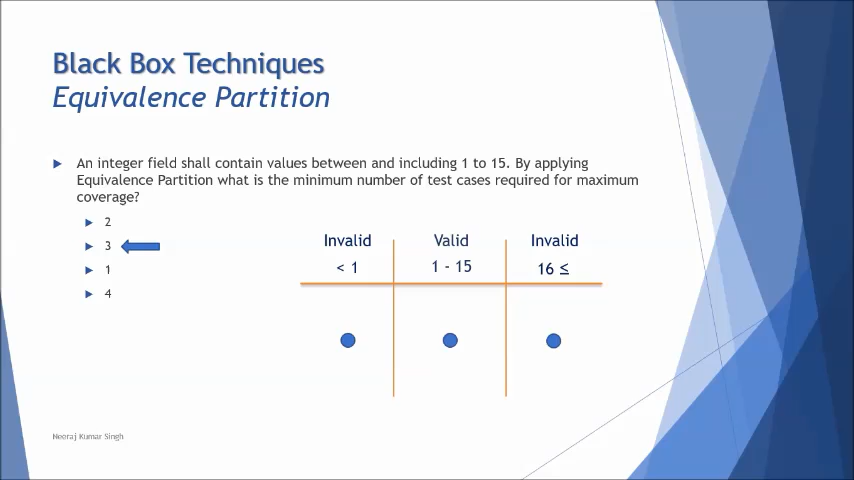 Black Box Techniques
Equivalence Partition
An integer field shall contain values between and including 1 to 15. By applying
Equivalence Partition what is the minimum number of test cases required for maximum
coverage?
2
3
1
4
Invalid Valid Invalid
< 1 1 - 15 16 ≤
Neeraj Kumar Singh